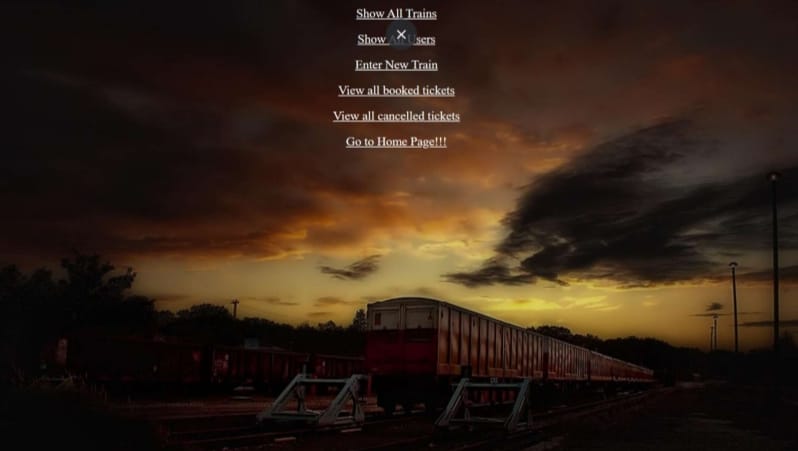 Show All Trains
Show All Users
Enter New Train
View all booked tickets
View all cancelled tickets
Go to Home Page!!!